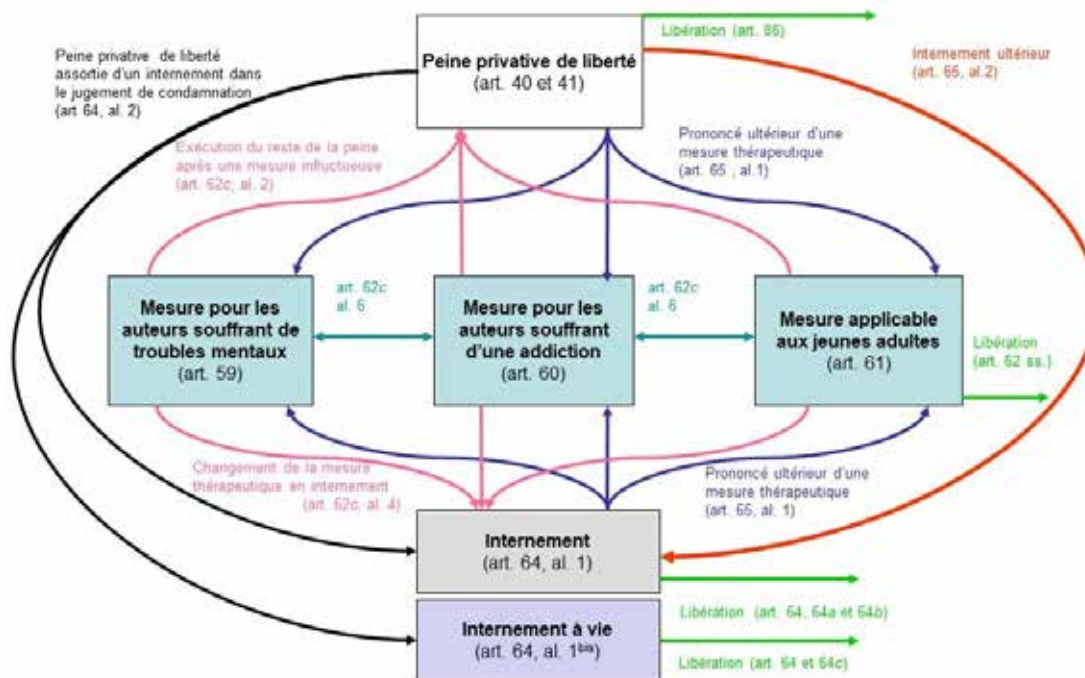 Peine privative de liberté
assortie d'un internement dans
le jugement de condamnation
(art 64, al. 2)
Libération (art. 86)
Peine privative de liberté
(art. 40 et 41)
Internement ultérieur
(art. 65, al.2)
Exécution du reste de la peine
après une mesure infuctueuse
(art. 62c, al. 2)
Prononcé ultérieur d'une
mesure thérapeutique
(art. 65 , al.1)
Mesure pour les
auteurs souffrant de
troubles mentaux
(art. 59)
art. 62c
al. 6
Mesure pour les
auteurs souffrant
d'une addiction
(art. 60)
art. 62c
al. 6
Mesure applicable
aux jeunes adultes
(art. 61)
Libération
(art. 62 ss.)
Changement de la mesure
thérapeutique en internement
(art. 62c, al. 4)
Prononcé ultérieur d'une
mesure thérapeutique
(art. 65, al. 1)
Internement
(art. 64, al. 1)
Libération (art. 64, 64a et 64b)
Internement à vie
(art. 64, al. 1bis)
Libération (art. 64 et 64c)